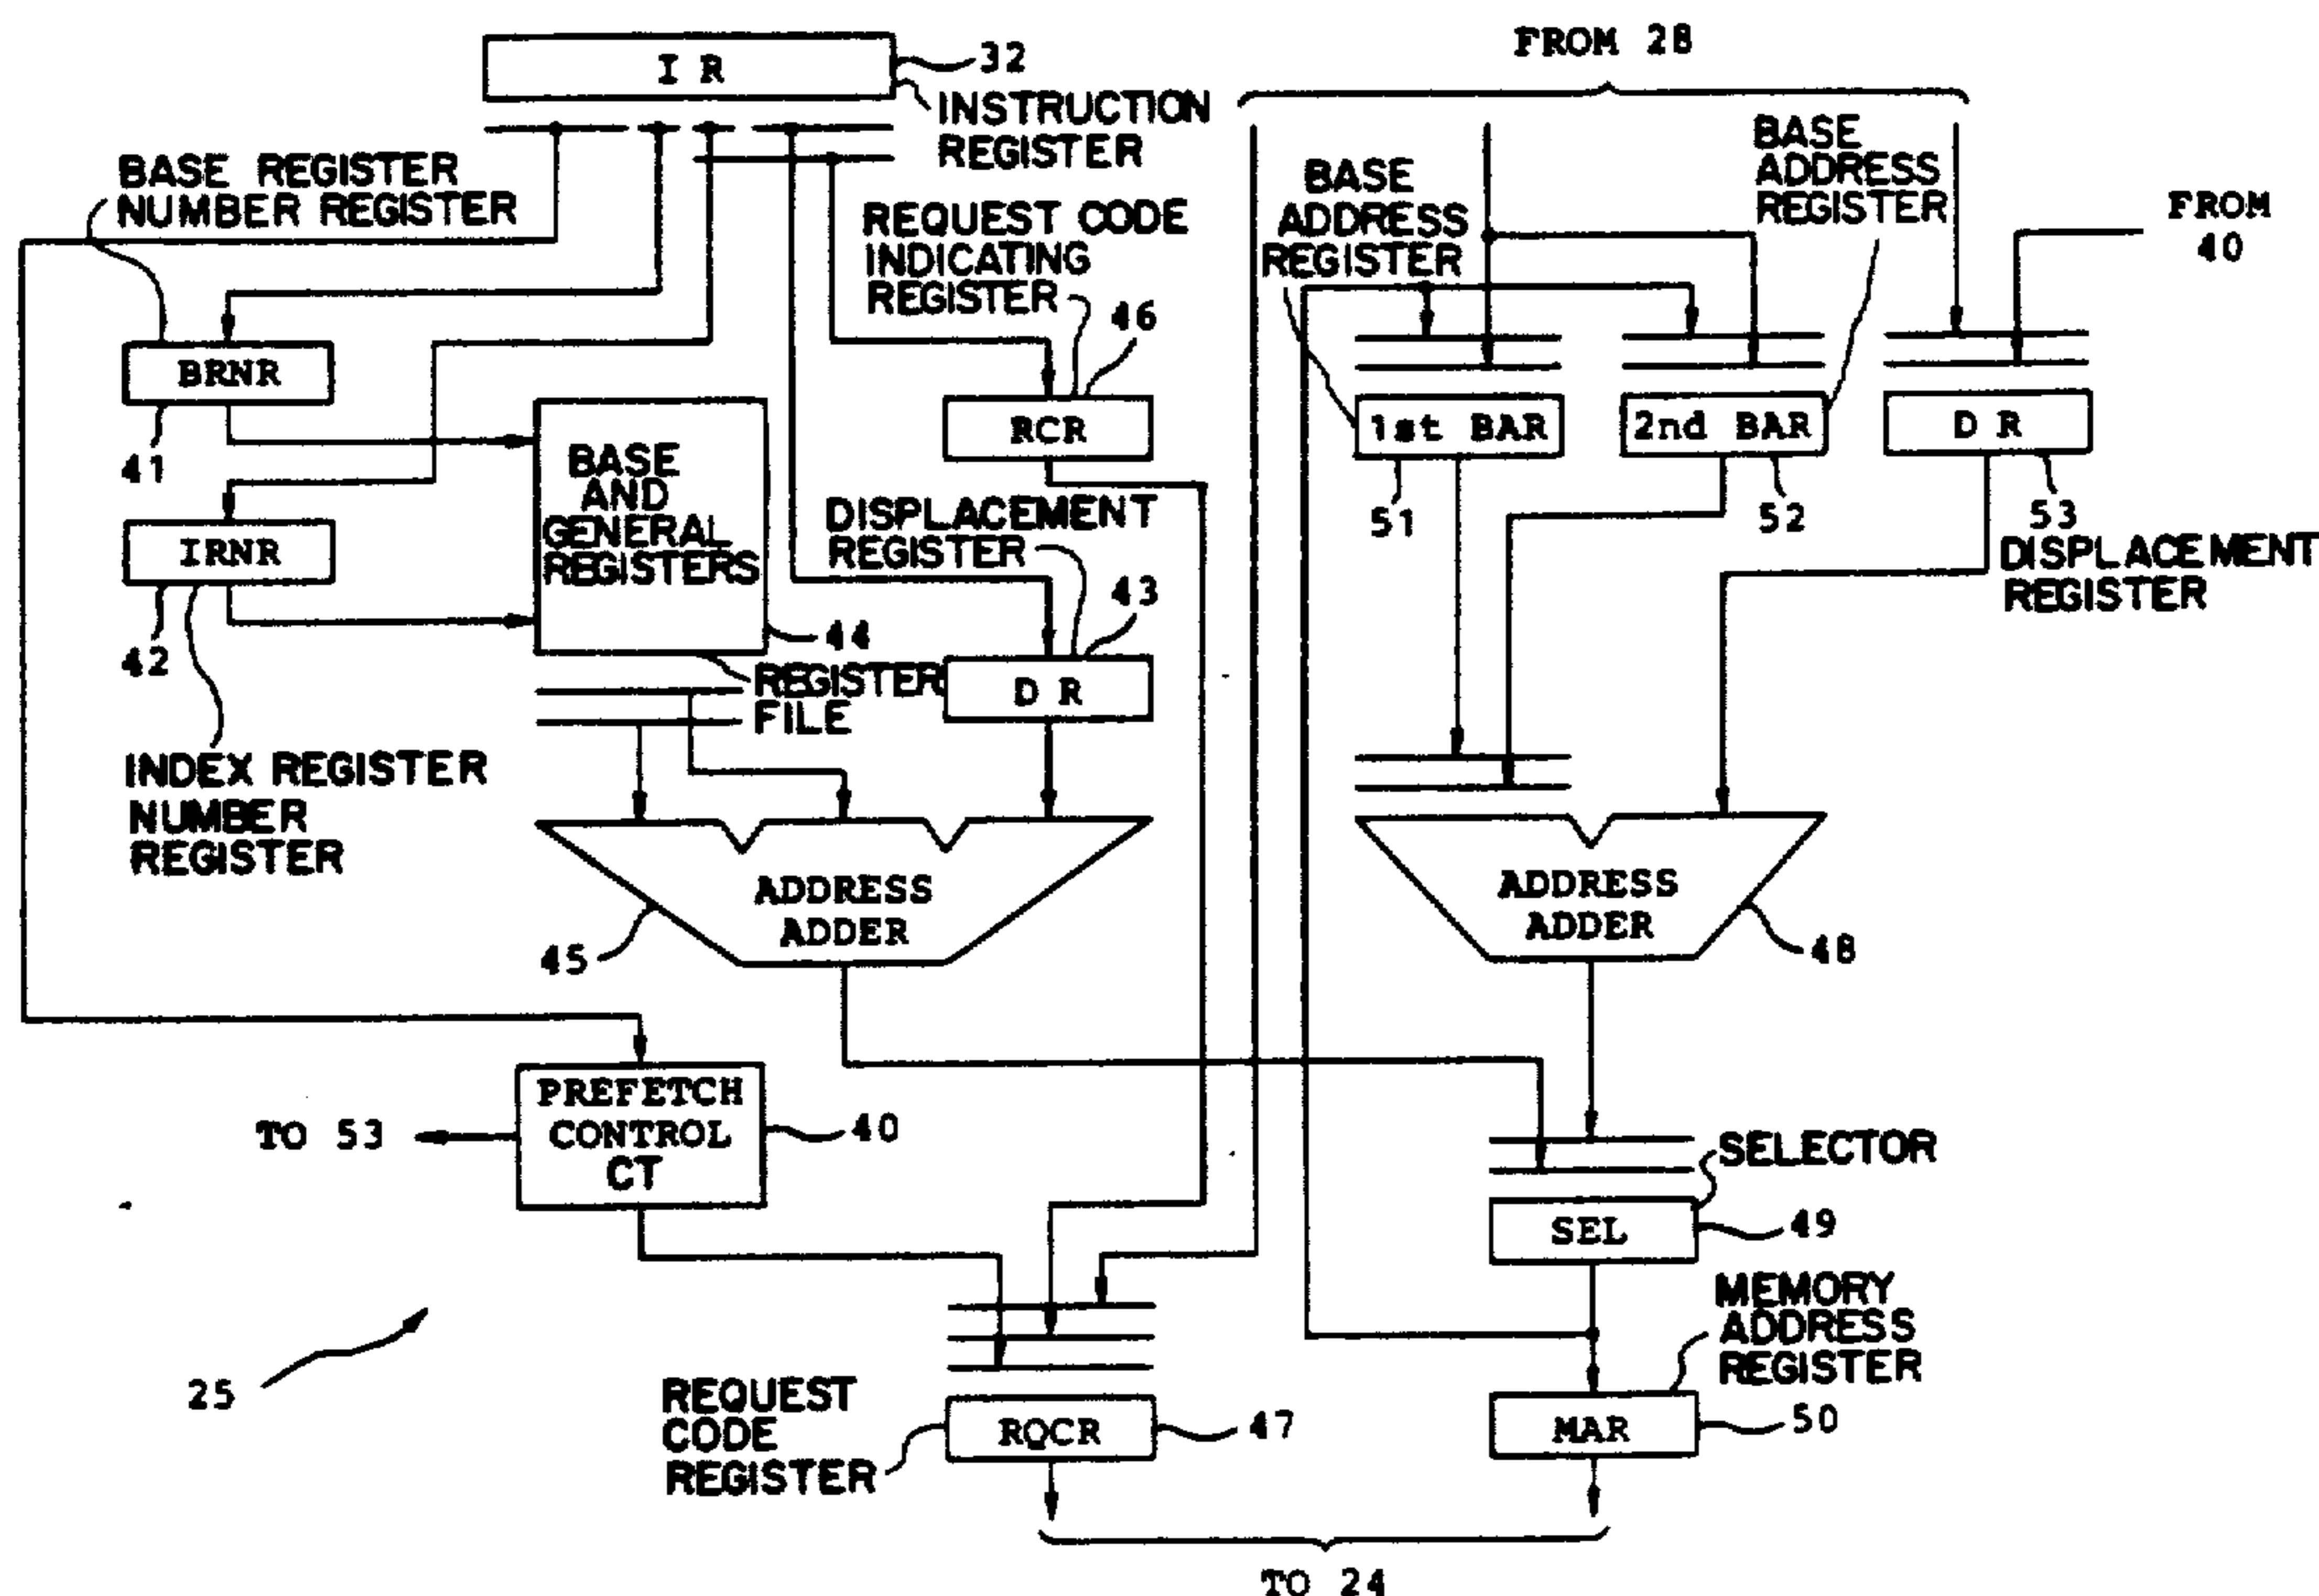 I R
32
INSTRUCTION
REGISTER
FROM 28
BASE REGISTER
NUMBER REGISTER
REQUEST CODE
INDICATING
REGISTER
46
BASE
ADDRESS
REGISTER
BASE
ADDRESS
REGISTER
FROM
40
BRNR
41
BASE
AND
GENERAL
REGISTERS
44
REGISTER
FILE
RCR
1st BAR
51
2nd BAR
52
D R
53
DISPLACEMENT
REGISTER
IRNR
42
INDEX REGISTER
NUMBER
REGISTER
DISPLACEMENT
REGISTER
43
D R
ADDRESS
ADDER
45
ADDRESS
ADDER
48
PREFETCH
CONTROL
CT
40
TO 53
SELECTOR
SEL
49
MEMORY
ADDRESS
REGISTER
25
REQUEST
CODE
REGISTER
RQCR
47
MAR
50
TO 24